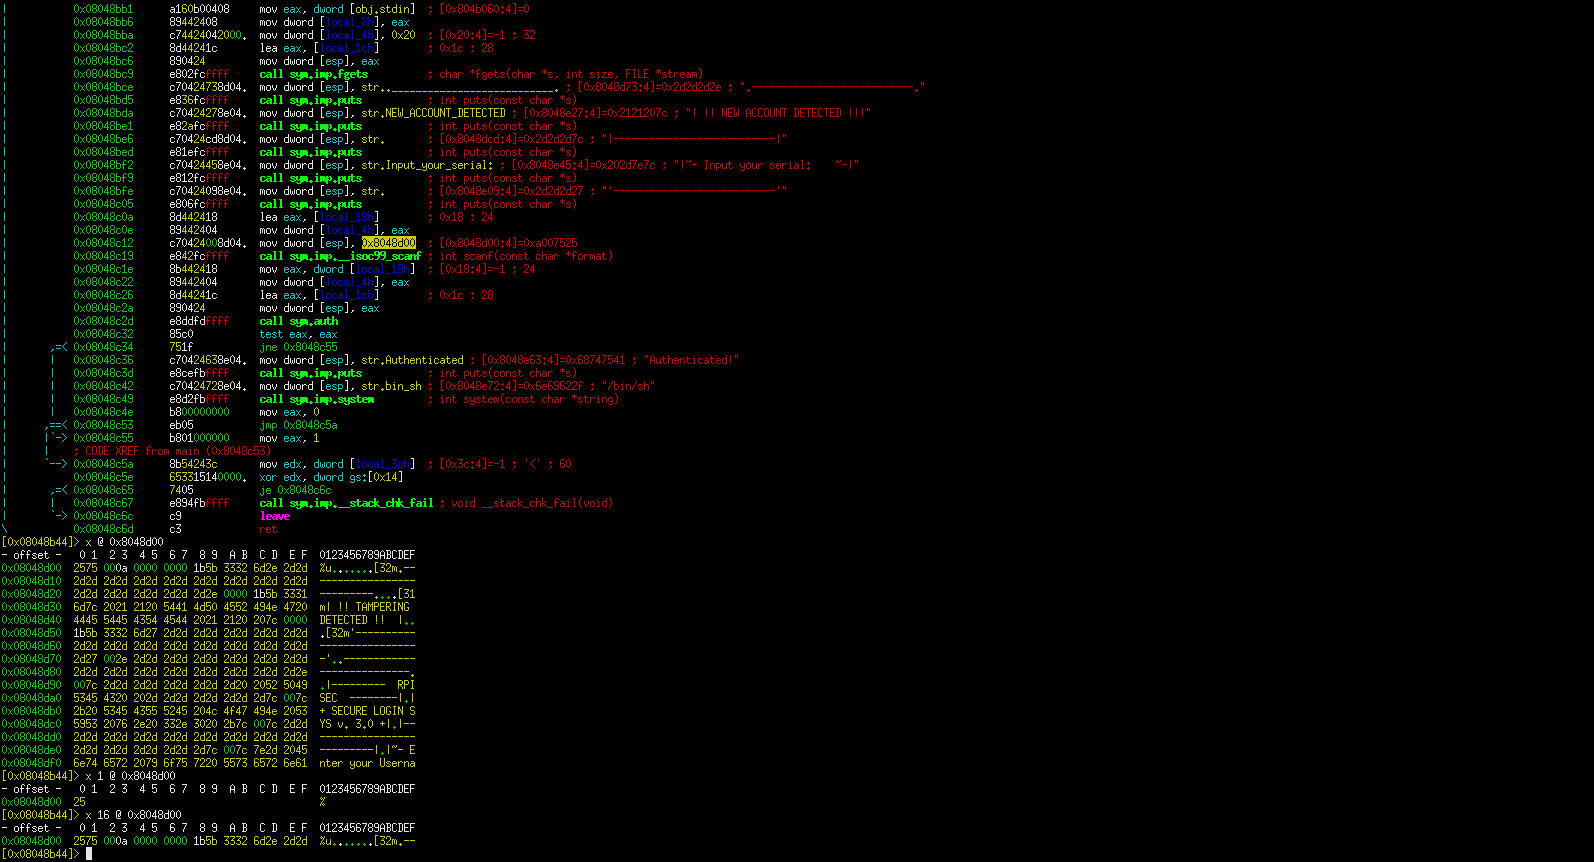 0x08048bb1 a160b00408 mov eax, dword [obj.stdin] ; [0x804b060:4]=0
0x08048bb6 89442408 mov dword [local_8h], eax
0x08048bba c74424042000. mov dword [local_4h], 0x20 ; [0x20:4]=-1 ; 32
0x08048bc2 8d44241c lea eax, [local_1ch] ; 0x1c ; 28
0x08048bc6 890424 mov dword [esp], eax
0x08048bc9 e802fcffff call sym.imp.fgets ; char *fgets(char *s, int size, FILE *stream)
0x08048bce c70424738d04. mov dword [esp], str..___________________________. ; [0x8048d73:4]=0x2d2d2d2e ; ".---------------------------."
0x08048bd5 e836fcffff call sym.imp.puts ; int puts(const char *s)
0x08048bda c70424278e04. mov dword [esp], str.NEW_ACCOUNT_DETECTED ; [0x8048e27:4]=0x2121207c ; "| !! NEW ACCOUNT DETECTED !!|"
0x08048be1 e82afcffff call sym.imp.puts ; int puts(const char *s)
0x08048be6 c70424cd8d04. mov dword [esp], str. ; [0x8048dcd:4]=0x2d2d2d7c ; "|---------------------------|"
0x08048bed e81efcffff call sym.imp.puts ; int puts(const char *s)
0x08048bf2 c70424458e04. mov dword [esp], str.Input_your_serial: ; [0x8048e45:4]=0x202d7e7c ; "|~- Input your serial:    ~-|"
0x08048bf9 e812fcffff call sym.imp.puts ; int puts(const char *s)
0x08048bfe c70424098e04. mov dword [esp], str. ; [0x8048e09:4]=0x2d2d2d27 ; "'---------------------------'"
0x08048c05 e806fcffff call sym.imp.puts ; int puts(const char *s)
0x08048c0a 8d442418 lea eax, [local_18h] ; 0x18 ; 24
0x08048c0e 89442404 mov dword [local_4h], eax
0x08048c12 c70424008d04. mov dword [esp], 0x8048d00 ; [0x8048d00:4]=0xa007525
0x08048c19 e842fcffff call sym.imp.__isoc99_scanf ; int scanf(const char *format)
0x08048c1e 8b442418 mov eax, dword [local_18h] ; [0x18:4]=-1 ; 24
0x08048c22 89442404 mov dword [local_4h], eax
0x08048c26 8d44241c lea eax, [local_1ch] ; 0x1c ; 28
0x08048c2a 890424 mov dword [esp], eax
0x08048c2d e8ddfdffff call sym.auth
0x08048c32 85c0 test eax, eax
,=< 0x08048c34 751f jne 0x8048c55
| 0x08048c36 c70424638e04. mov dword [esp], str.Authenticated ; [0x8048e63:4]=0x68747541 ; "Authenticated!"
| 0x08048c3d e8cefbffff call sym.imp.puts ; int puts(const char *s)
| 0x08048c42 c70424728e04. mov dword [esp], str.bin_sh ; [0x8048e72:4]=0x6e69622f ; "/bin/sh"
| 0x08048c49 e8d2fbffff call sym.imp.system ; int system(const char *string)
| 0x08048c4e b800000000 mov eax, 0
,==< 0x08048c53 eb05 jmp 0x8048c5a
|`-> 0x08048c55 b801000000 mov eax, 1
| ; CODE XREF from main (0x8048c53)
`--> 0x08048c5a 8b54243c mov edx, dword [local_3ch] ; [0x3c:4]=-1 ; '<' ; 60
0x08048c5e 653315140000. xor edx, dword gs:[0x14]
,=< 0x08048c65 7405 je 0x8048c6c
| 0x08048c67 e894fbffff call sym.imp.__stack_chk_fail ; void __stack_chk_fail(void)
`-> 0x08048c6c c9 leave
\ 0x08048c6d c3 ret
[0x08048b44]> x @ 0x8048d00
- offset - 0 1 2 3 4 5 6 7 8 9 A B C D E F 0123456789ABCDEF
0x08048d00 2575 000a 0000 0000 1b5b 3332 6d2e 2d2d %u.......[32m.--
0x08048d10 2d2d 2d2d 2d2d 2d2d 2d2d 2d2d 2d2d 2d2d ----------------
0x08048d20 2d2d 2d2d 2d2d 2d2d 2d2e 0000 1b5b 3331 ---------....[31
0x08048d30 6d7c 2021 2120 5441 4d50 4552 494e 4720 m| !! TAMPERING
0x08048d40 4445 5445 4354 4544 2021 2120 207c 0000 DETECTED !!  |..
0x08048d50 1b5b 3332 6d27 2d2d 2d2d 2d2d 2d2d 2d2d .[32m'----------
0x08048d60 2d2d 2d2d 2d2d 2d2d 2d2d 2d2d 2d2d 2d2d ----------------
0x08048d70 2d27 002e 2d2d 2d2d 2d2d 2d2d 2d2d 2d2d -'..------------
0x08048d80 2d2d 2d2d 2d2d 2d2d 2d2d 2d2d 2d2d 2d2e ---------------.
0x08048d90 007c 2d2d 2d2d 2d2d 2d2d 2d20 2052 5049 .|---------  RPI
0x08048da0 5345 4320 202d 2d2d 2d2d 2d2d 2d7c 007c SEC  --------|.|
0x08048db0 2b20 5345 4355 5245 204c 4f47 494e 2053 + SECURE LOGIN S
0x08048dc0 5953 2076 2e20 332e 3020 2b7c 007c 2d2d YS v. 3.0 +|.|--
0x08048dd0 2d2d 2d2d 2d2d 2d2d 2d2d 2d2d 2d2d 2d2d ----------------
0x08048de0 2d2d 2d2d 2d2d 2d2d 2d7c 007c 7e2d 2045 ---------|.|~- E
0x08048df0 6e74 6572 2079 6f75 7220 5573 6572 6e61 nter your Userna
[0x08048b44]> x 1 @ 0x8048d00
- offset - 0 1 2 3 4 5 6 7 8 9 A B C D E F 0123456789ABCDEF
0x08048d00 25 %
[0x08048b44]> x 16 @ 0x8048d00
- offset - 0 1 2 3 4 5 6 7 8 9 A B C D E F 0123456789ABCDEF
0x08048d00 2575 000a 0000 0000 1b5b 3332 6d2e 2d2d %u.......[32m.--
[0x08048b44]>